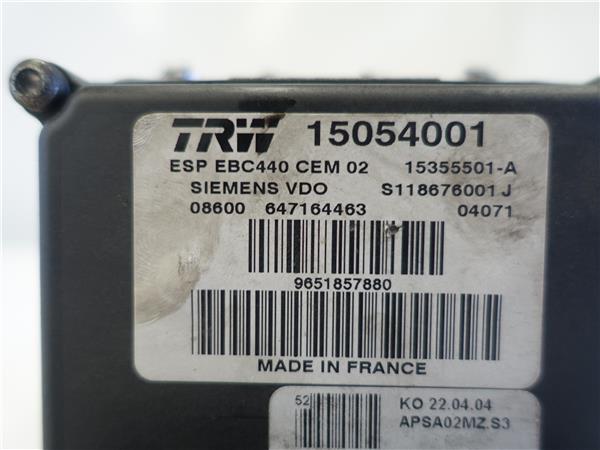 TRW 15054001
ESP EBC440 CEM 02 15355501-A
SIEMENS VDO S118676001J
08600 647164463 04071
9651857880
MADE IN FRANCE
52 KO 22.04.04
APSA02MZ.S3